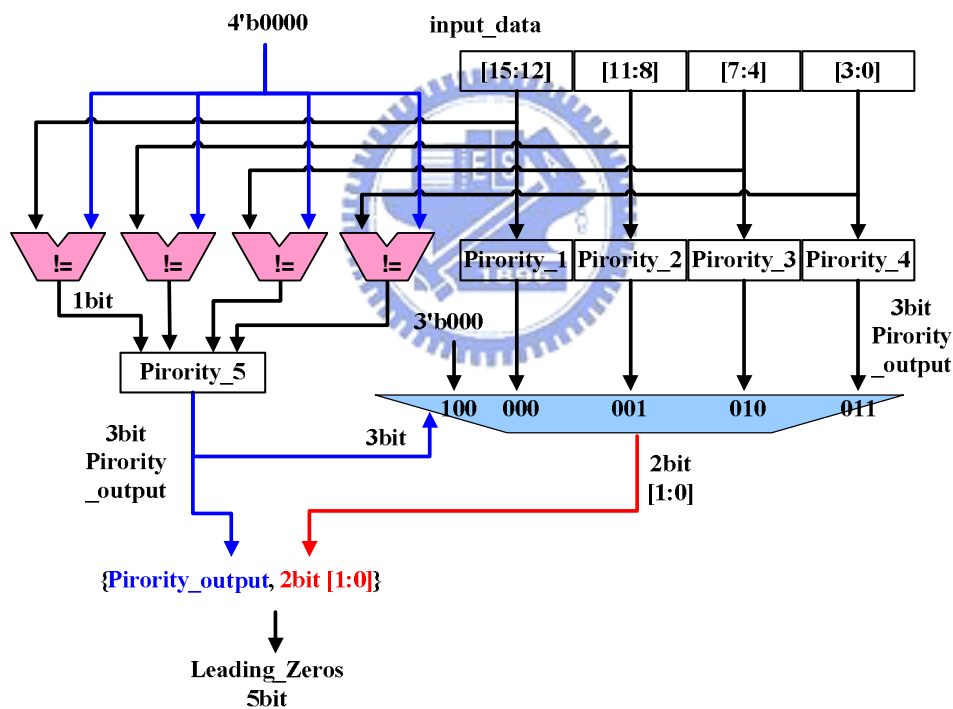 4'b0000
input_data
[15:12] [11:8] [7:4] [3:0]
!= != != !=
Pirority_1 Pirority_2 Pirority_3 Pirority_4
1896
1bit
3'b000
3bit
Pirority
_output
Pirority_5
100 000 001 010 011
3bit
Pirority
_output
3bit
2bit
[1:0]
{Pirority_output, 2bit [1:0]}
Leading_Zeros
5bit